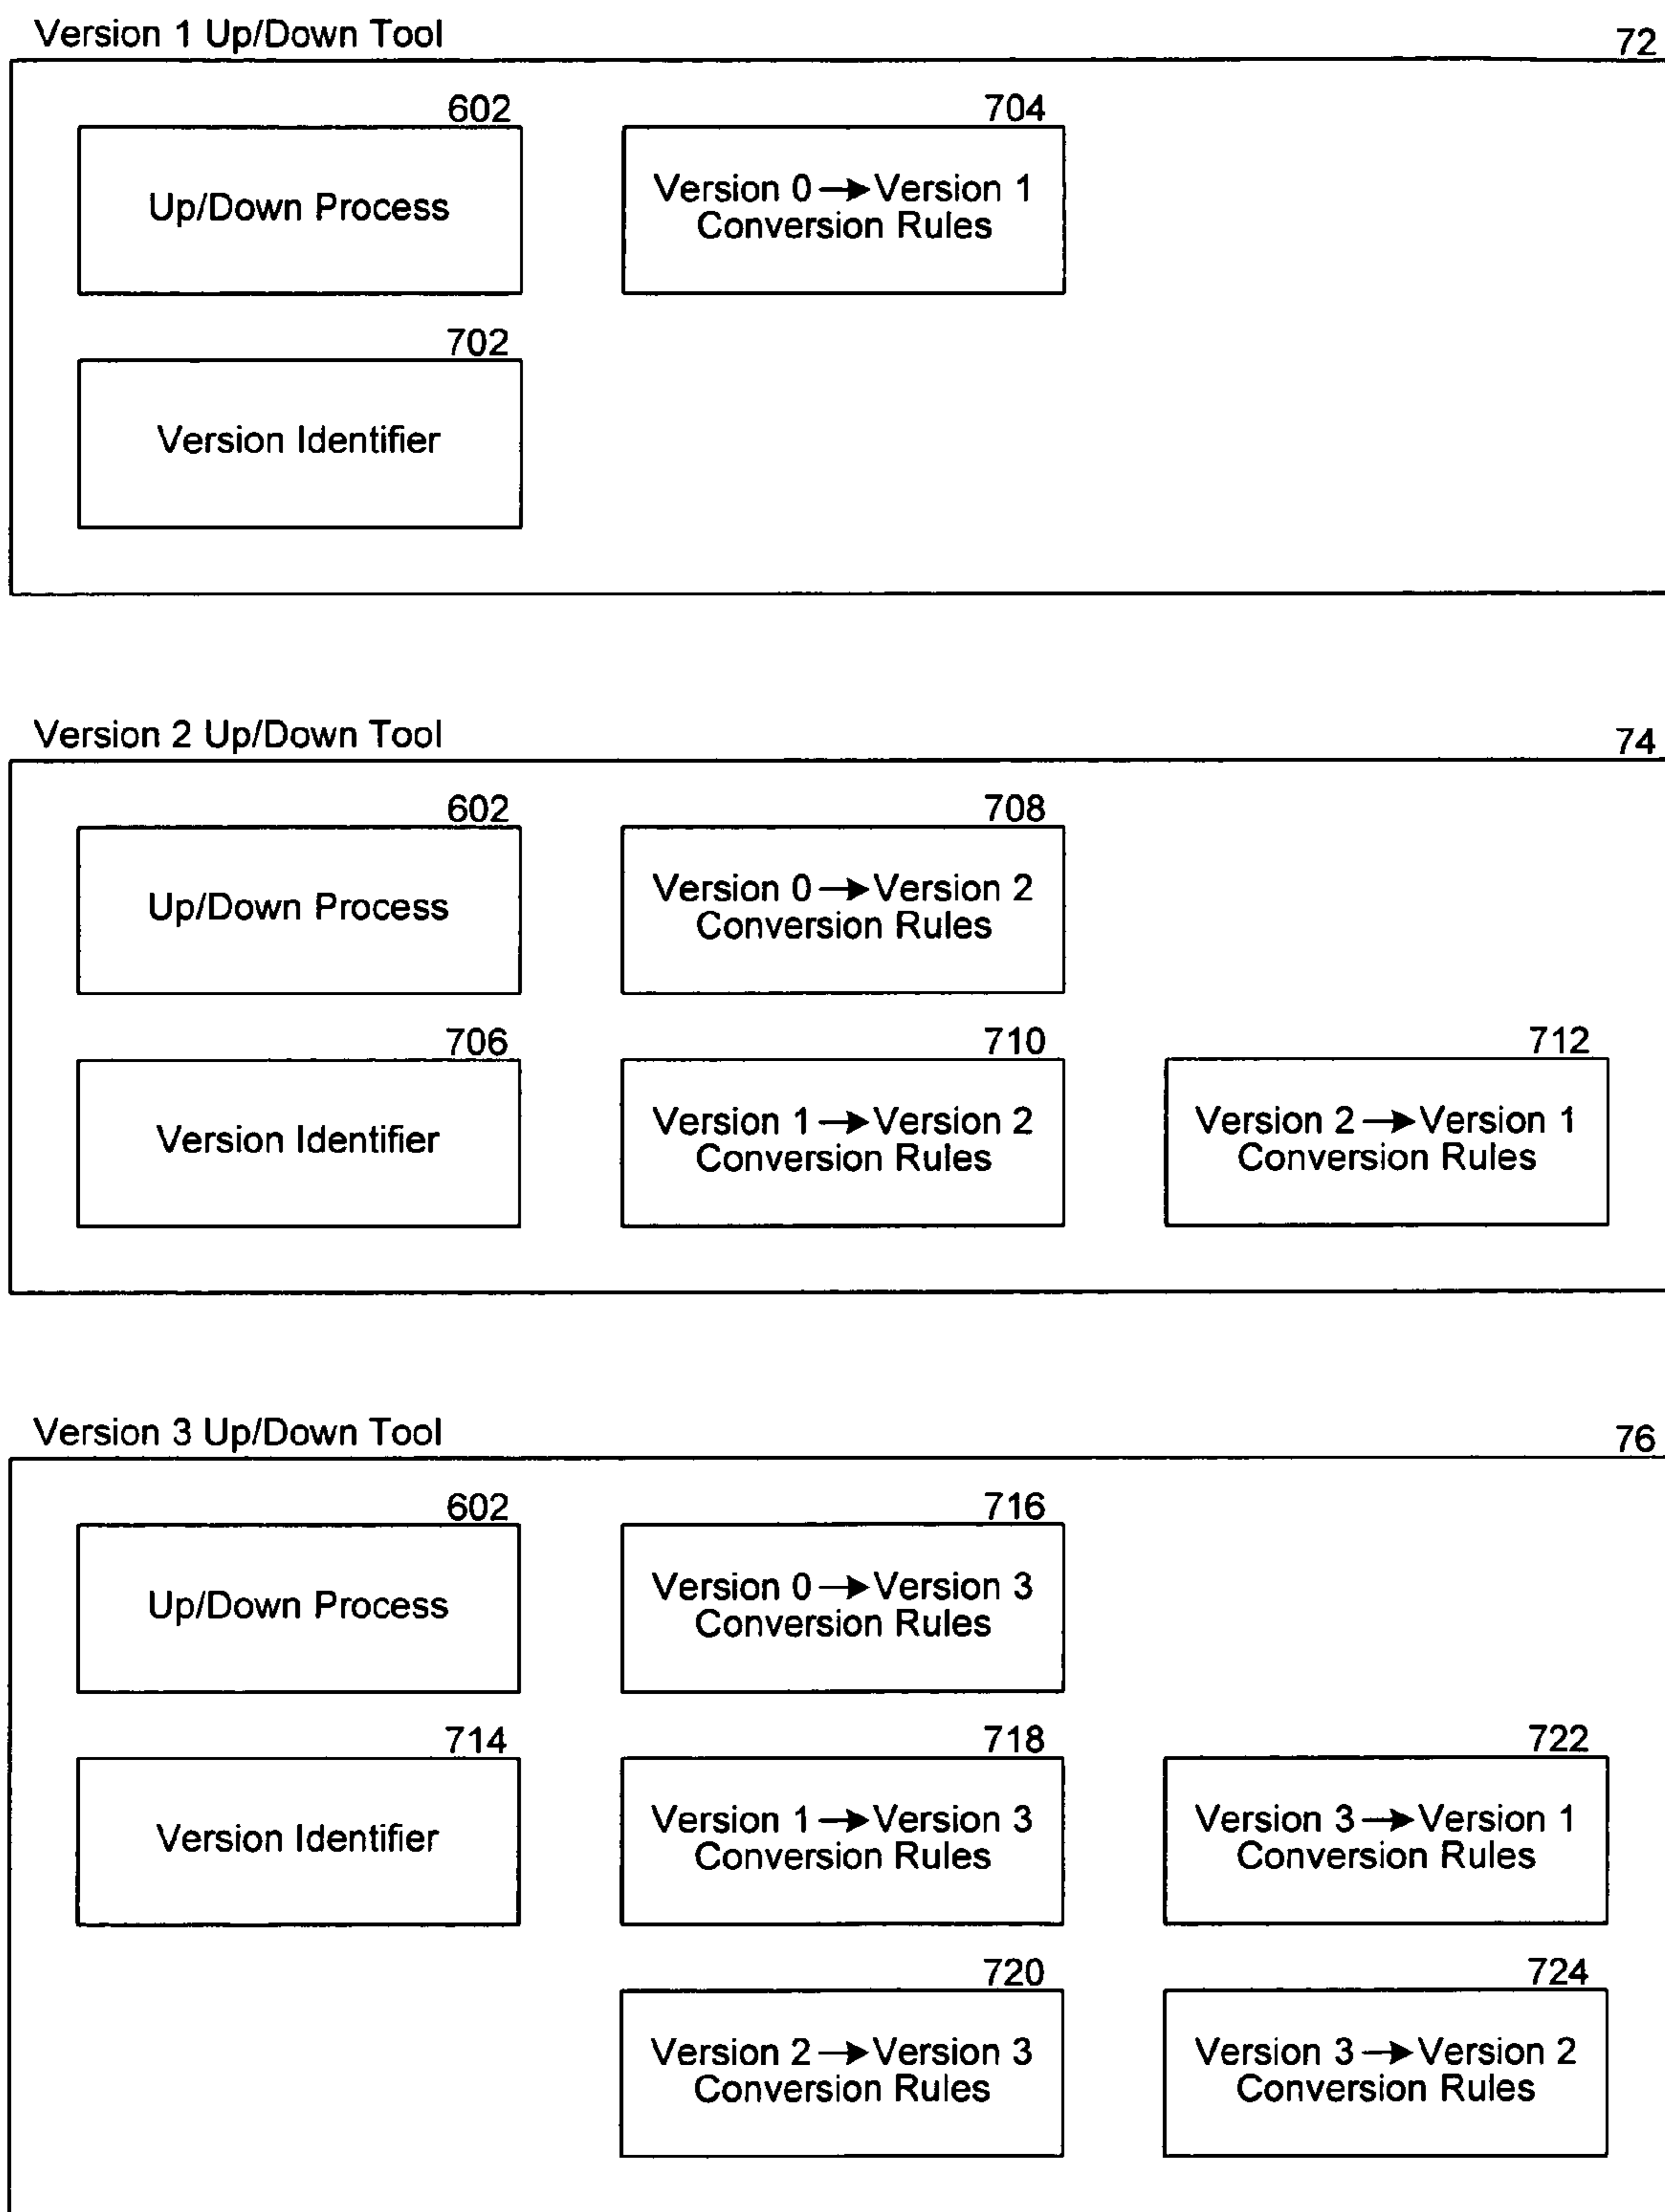 Version 1 Up/Down Tool
72
602
704
Up/Down Process
Version 0→Version 1
Conversion Rules
702
Version Identifier
Version 2 Up/Down Tool
74
602
708
Up/Down Process
Version 0→Version 2
Conversion Rules
706
710
712
Version Identifier
Version 1→Version 2
Conversion Rules
Version 2→Version 1
Conversion Rules
Version 3 Up/Down Tool
76
602
716
Up/Down Process
Version 0→Version 3
Conversion Rules
714
718
722
Version Identifier
Version 1→Version 3
Conversion Rules
Version 3→Version 1
Conversion Rules
720
724
Version 2→Version 3
Conversion Rules
Version 3→Version 2
Conversion Rules